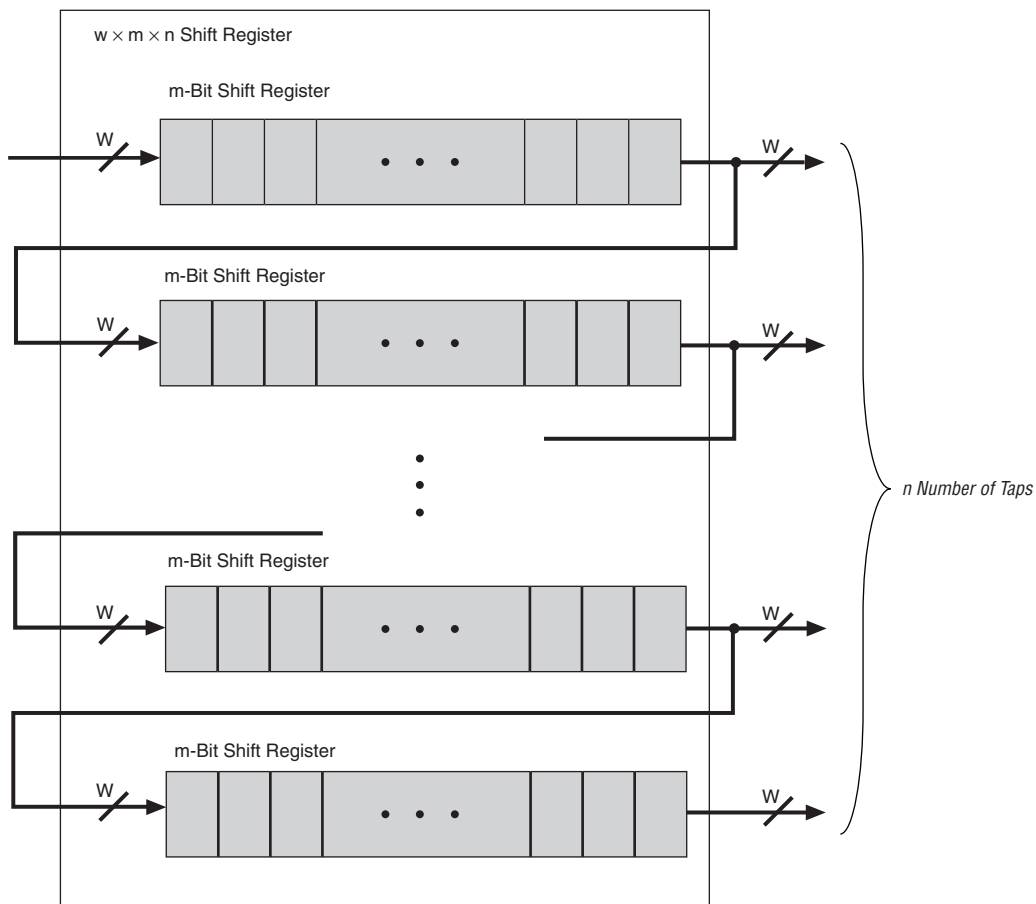 w × m × n Shift Register
m-Bit Shift Register
W
W
m-Bit Shift Register
W
W
n Number of Taps
m-Bit Shift Register
W
W
m-Bit Shift Register
W
W